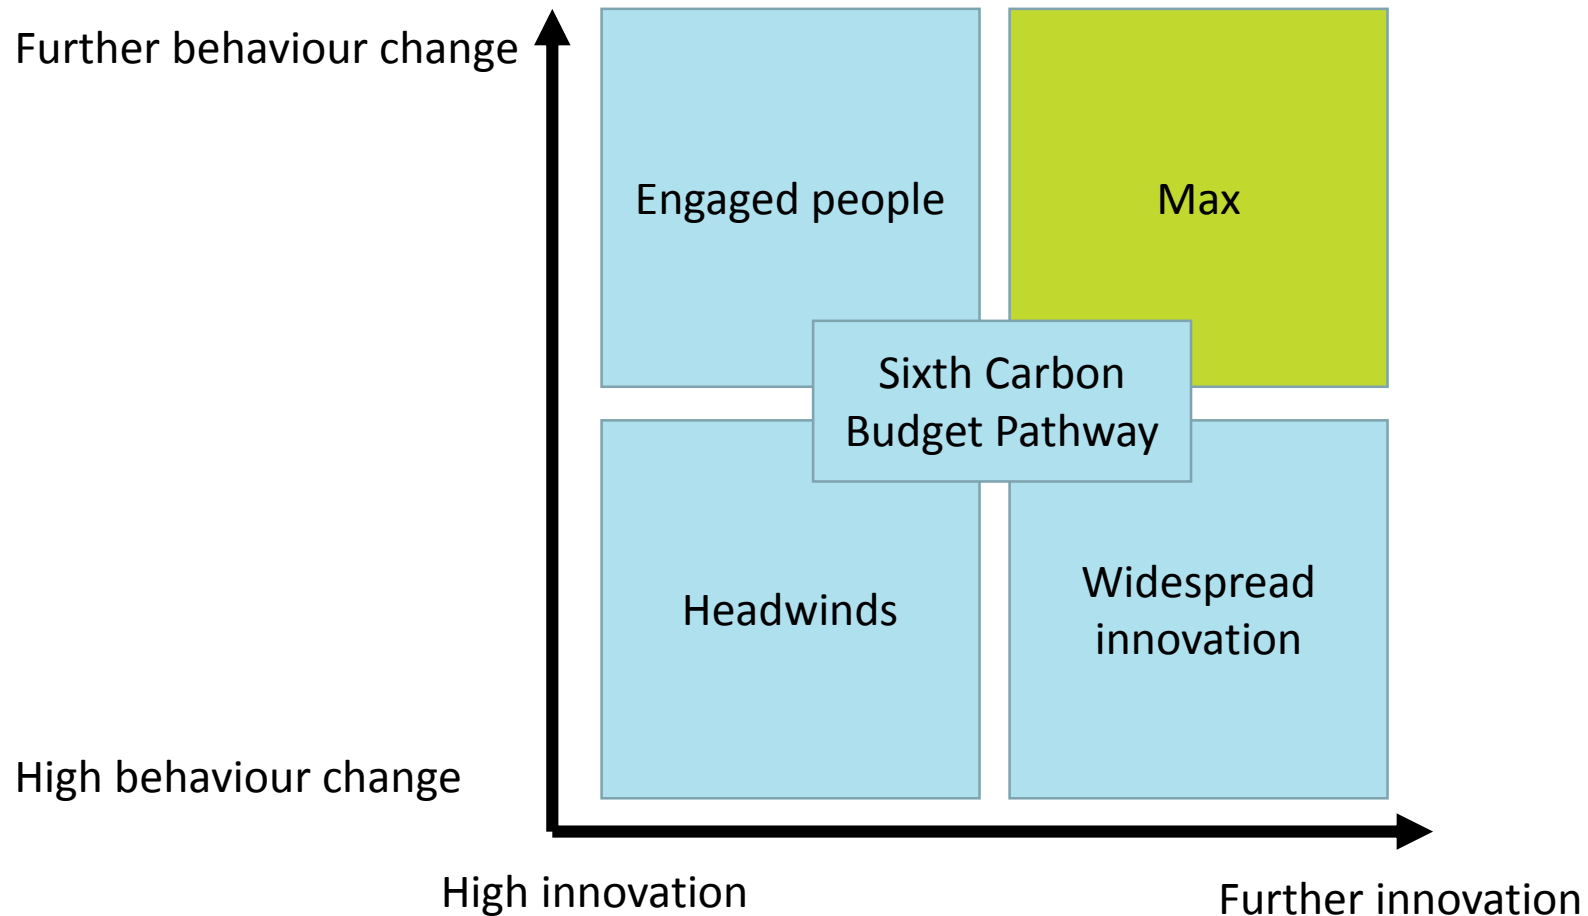 Further behaviour change
Engaged people
Max
Sixth Carbon
Budget Pathway
Headwinds
Widespread
innovation
High behaviour change
High innovation
Further innovation